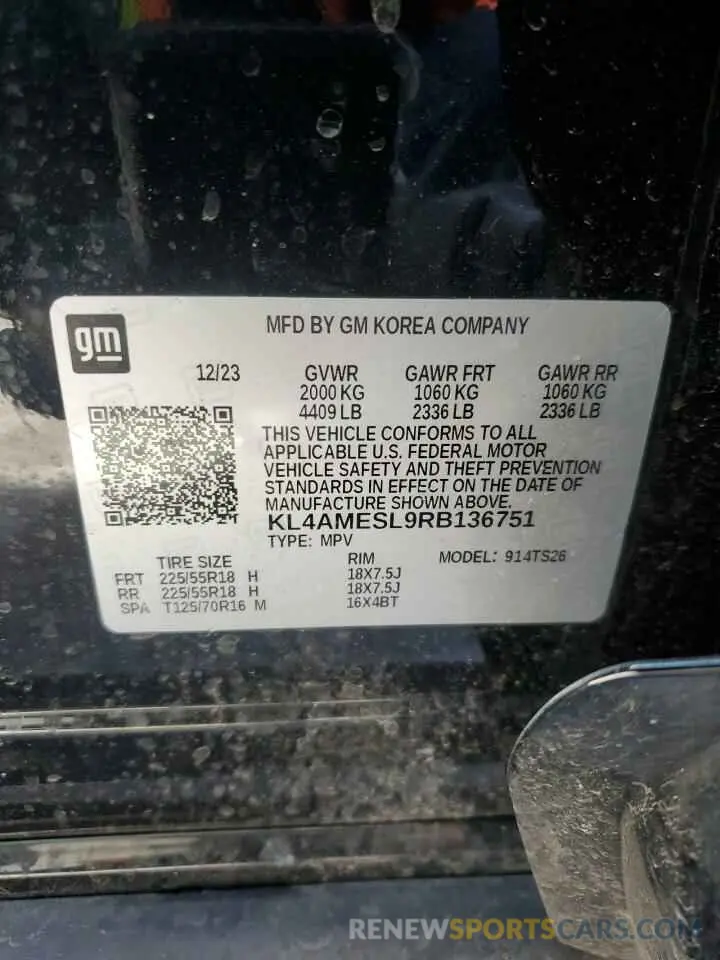 gm
MFD BY GM KOREA COMPANY
12/23 GVWR GAWR FRT GAWR RR
2000 KG 1060 KG 1060 KG
4409 LB 2336 LB 2336 LB
THIS VEHICLE CONFORMS TO ALL
APPLICABLE U.S. FEDERAL MOTOR
VEHICLE SAFETY AND THEFT PREVENTION
STANDARDS IN EFFECT ON THE DATE OF
MANUFACTURE SHOWN ABOVE.
KL4AMESL9RB136751
TYPE: MPV
TIRE SIZE RIM MODEL: 914TS26
FRT 225/55R18 H 18X7.5J
RR 225/55R18 H 18X7.5J
SPA T125/70R16 M 16X4BT
RENEWSPORTSCARS.COM